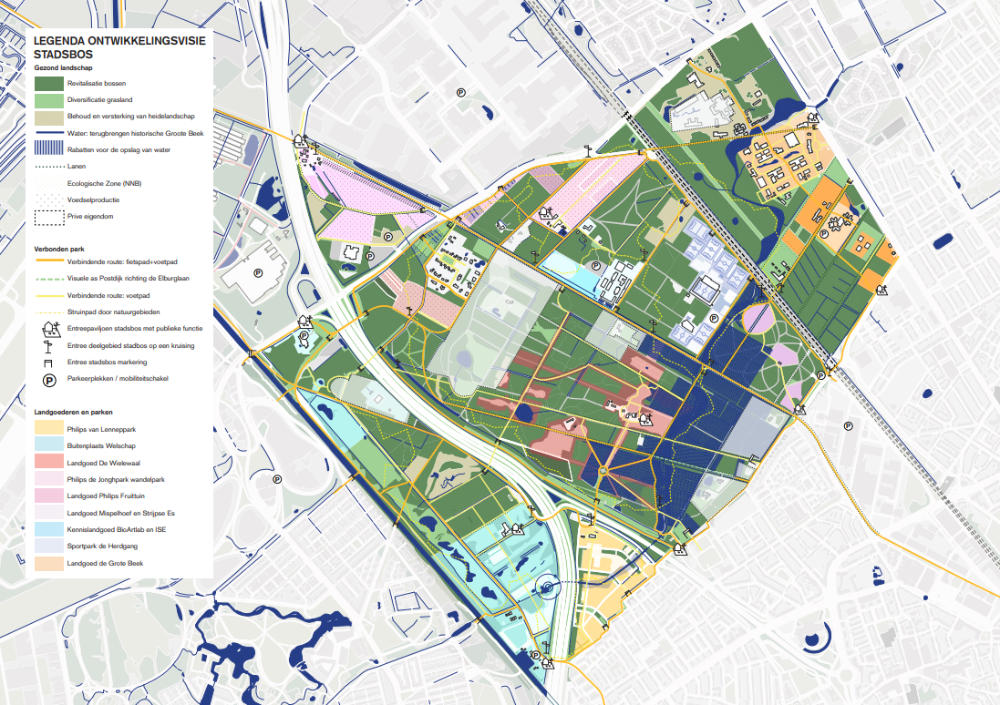 LEGENDA ONTWIKKELINGSVISIE
STADSBOS
Gezond landschap
Revitalisatie bossen
Diversificatie grasland
Behoud en versterking van heidelandschap
Water: terugbrengen historische Groote Beek
Rabatten voor de opslag van water
Lanen
Ecologische Zone (NNB)
Voedselproductie
Prive eigendom
Verbonden park
Verbindende route: fietspad+voetpad
Visuele as Postdijk richting de Elburglaan
Verbindende route: voetpad
Struinpad door natuurgebieden
Entreepaviljoen stadsbos met publieke functie
Entree deelgebied stadbos op een kruising
Entree stadsbos markering
P
Parkeerplekken / mobiliteitschakel
Landgoederen en parken
Philips van Lenneppark
Buitenplaats Welschap
Landgoed De Wielewaal
Philips de Jonghpark wandelpark
Landgoed Philips Fruittuin
Landgoed Mispelhoef en Strijpse Es
Kennislandgoed BioArtlab en ISE
Sportpark de Herdgang
Landgoed de Grote Beek
P
P
P
P
P
P
P
P
P
P
P
P